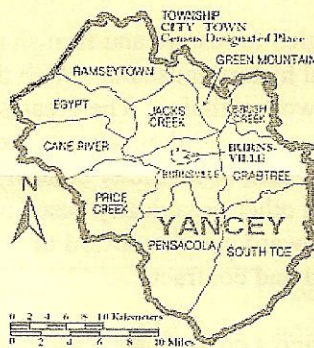 TOWNSHIP
CITY TOWN
Census Designated Place
GREEN MOUNTAIN
RAMSEYTOWN
EGYPT
JACKS
CREEK
BRUSH
CREEK
CANE RIVER
BURNS-
VILLE
BURNSVILLE
CRABTREE
N
PRICE
CREEK
YANCEY
PENSACOLA
SOUTH TOE
0 2 4 6 8 10 Kilometers
0 2 4 6 8 10 Miles